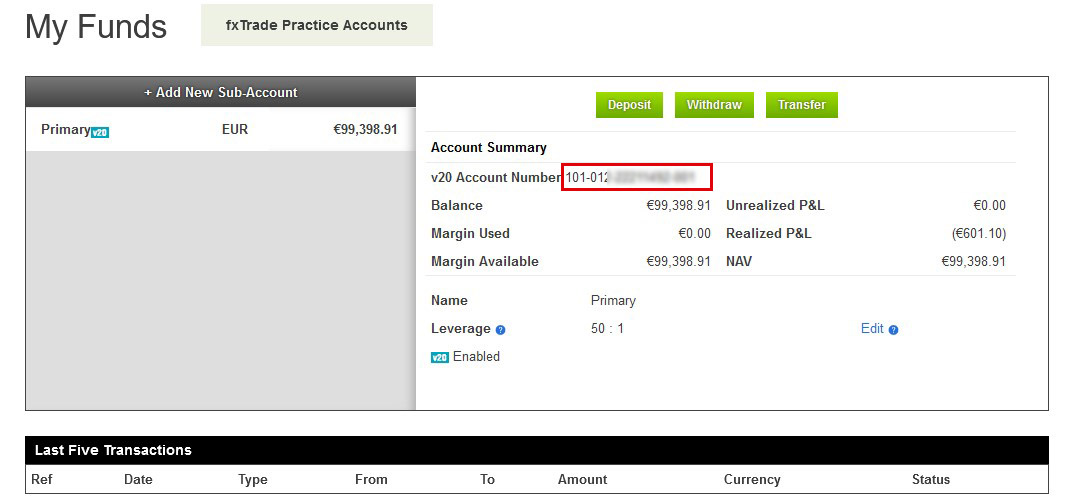 My Funds
fxTrade Practice Accounts
+ Add New Sub-Account
Primary v20 EUR €99,398.91
Deposit Withdraw Transfer
Account Summary
v20 Account Number 101-012
Balance €99,398.91 Unrealized P&L €0.00
Margin Used €0.00 Realized P&L (€601.10)
Margin Available €99,398.91 NAV €99,398.91
Name Primary
Leverage ? 50 : 1 Edit ?
v20 Enabled
Last Five Transactions
Ref Date Type From To Amount Currency Status